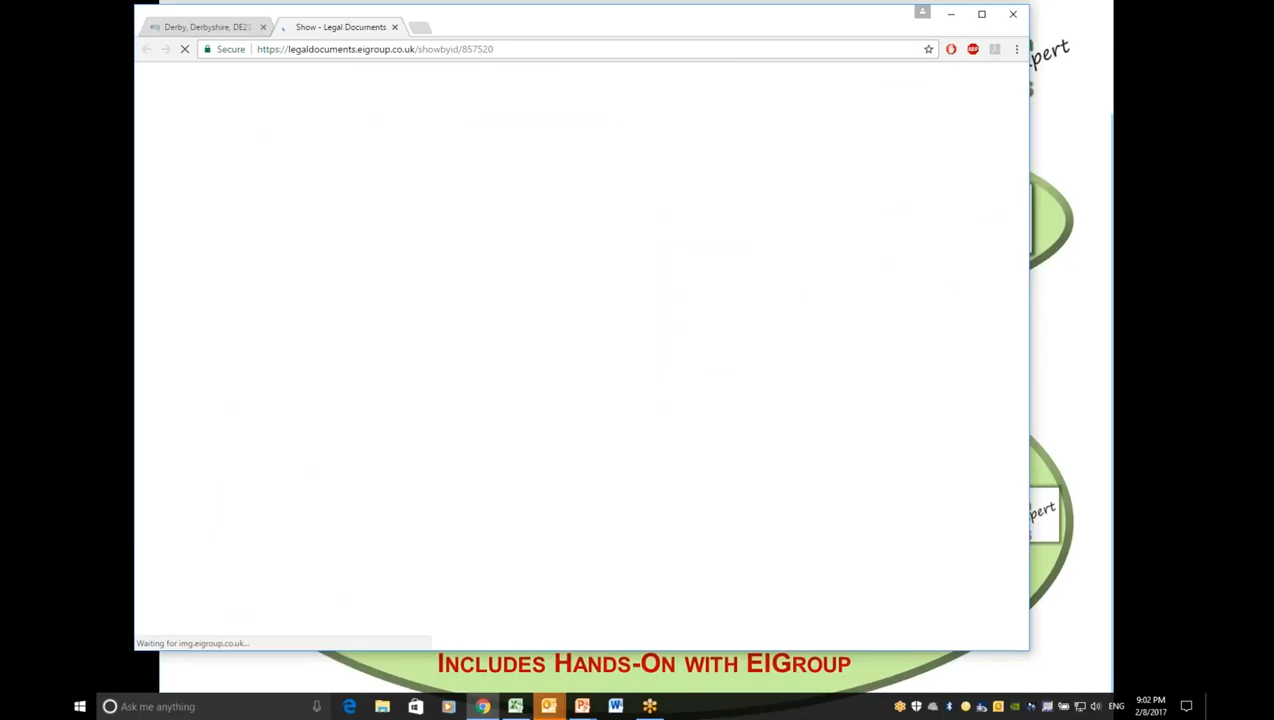 Derby, Derbyshire, DE23
Show - Legal Documents
Secure
https://legaldocuments.eigroup.co.uk/showbyid/857520
ABP
pert
pert
Waiting for img.eigroup.co.uk...
INCLUDES HANDS-ON WITH EIGROUP
Ask me anything
ENG
9:02 PM
2/8/2017